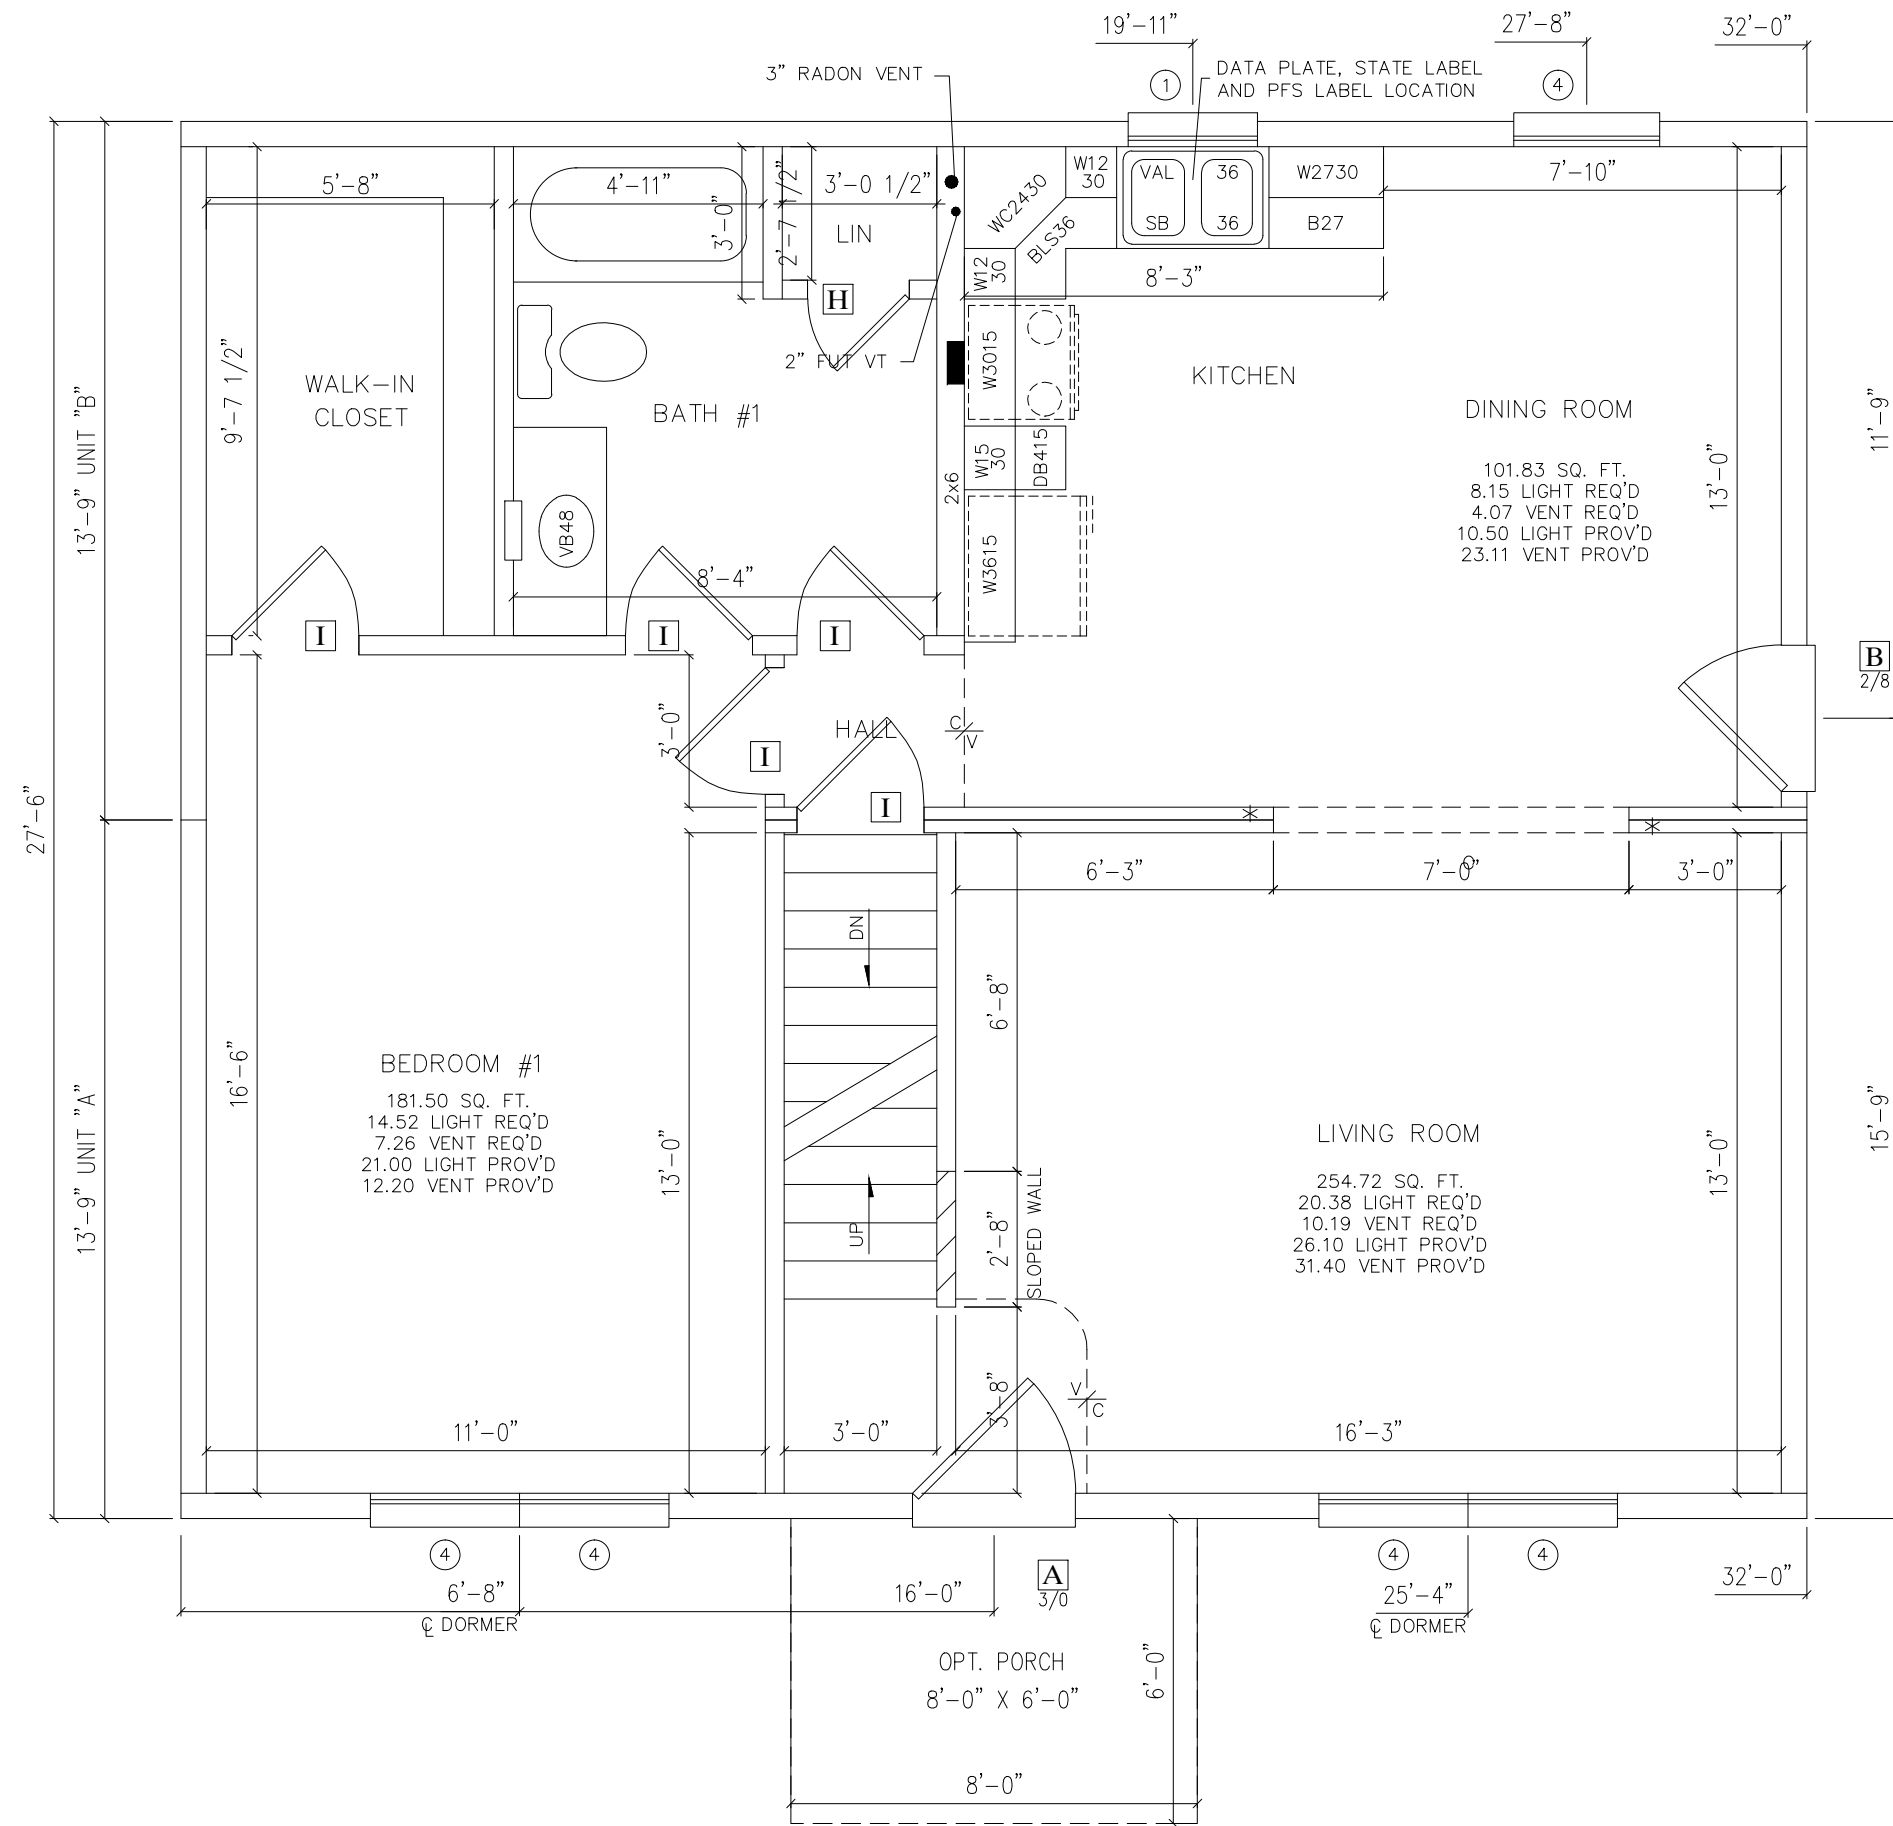 19'-11"
27'-8"
32'-0"
3" RADON VENT
1
DATA PLATE, STATE LABEL
AND PFS LABEL LOCATION
4
5'-8"
4'-11"
3'-0"
2'-7 1/2"
3'-0 1/2"
LIN
WC2430
W12
30
BLS36
VAL
36
SB
36
W2730
B27
7'-10"
W12
30
8'-3"
H
2" FUT VT
9'-7 1/2"
WALK-IN
CLOSET
BATH #1
W3015
KITCHEN
DINING ROOM
101.83 SQ. FT.
8.15 LIGHT REQ'D
4.07 VENT REQ'D
10.50 LIGHT PROV'D
23.11 VENT PROV'D
13'-0"
11'-9"
13'-9" UNIT "B"
W15
30
DB415
2x6
VB48
W3615
8'-4"
I
I
I
B
2/8
3'-0"
HALL
C
V
I
I
27'-6"
6'-3"
7'-0"
O
3'-0"
DN
6'-8"
16'-6"
BEDROOM #1
181.50 SQ. FT.
14.52 LIGHT REQ'D
7.26 VENT REQ'D
21.00 LIGHT PROV'D
12.20 VENT PROV'D
13'-0"
LIVING ROOM
254.72 SQ. FT.
20.38 LIGHT REQ'D
10.19 VENT REQ'D
26.10 LIGHT PROV'D
31.40 VENT PROV'D
13'-0"
15'-9"
13'-9" UNIT "A"
UP
2'-8"
SLOPED WALL
3'-8"
V
C
11'-0"
3'-0"
16'-3"
4
4
A
3/0
4
4
6'-8"
℄ DORMER
16'-0"
25'-4"
℄ DORMER
32'-0"
OPT. PORCH
8'-0" X 6'-0"
6'-0"
8'-0"